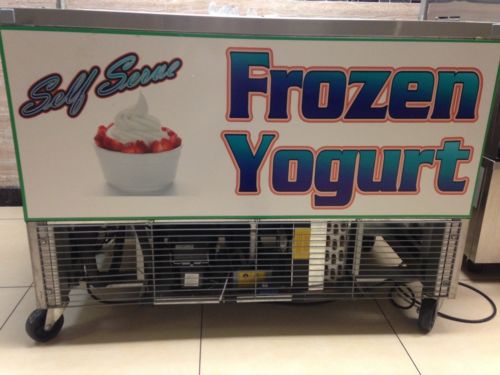 Self Serve
Frozen
Yogurt